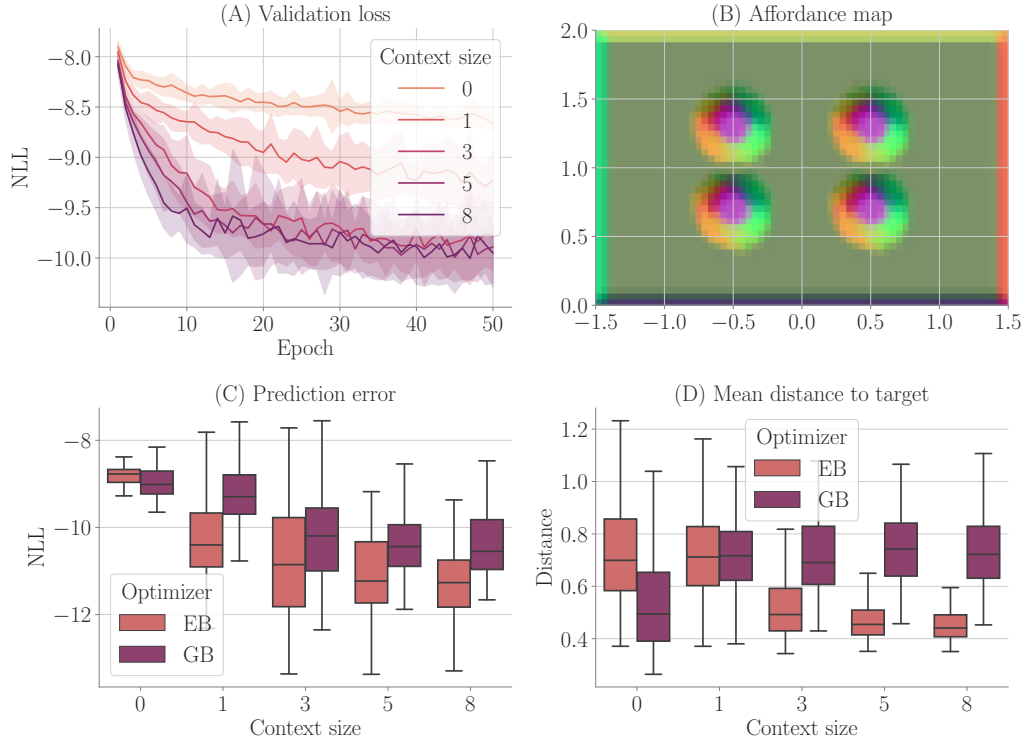 (A) Validation loss
NLL
−8.0
−8.5
−9.0
−9.5
−10.0
0
10
20
30
40
50
Epoch
Context size
0
1
3
5
8
(B) Affordance map
2.0
1.5
1.0
0.5
0.0
−1.5
−1.0
−0.5
0.0
0.5
1.0
1.5
(C) Prediction error
NLL
−8
−10
−12
Optimizer
EB
GB
0
1
3
5
8
Context size
(D) Mean distance to target
Distance
1.2
1.0
0.8
0.6
0.4
Optimizer
EB
GB
0
1
3
5
8
Context size